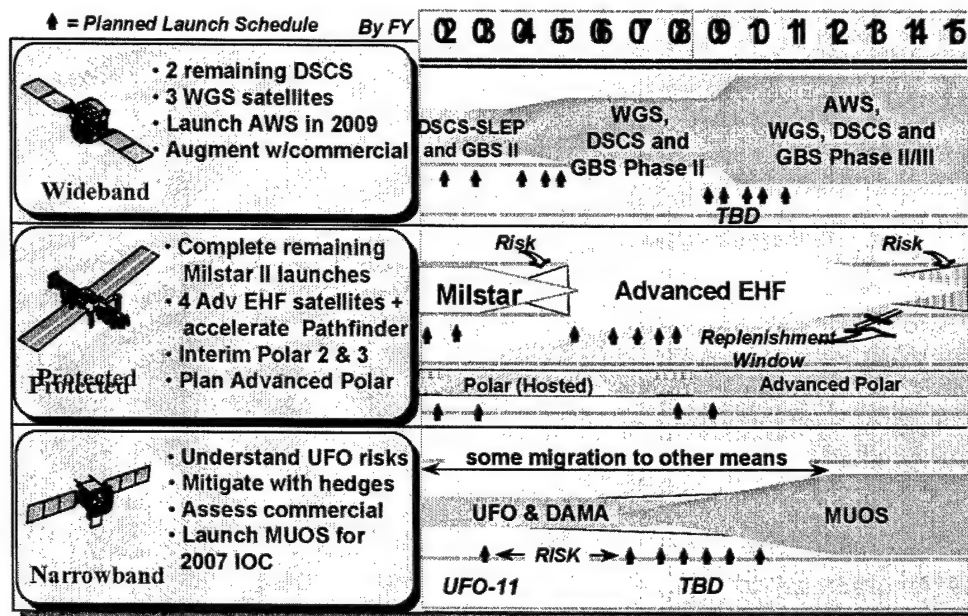 = Planned Launch Schedule By FY 02 03 04 05 06 07 08 09 10 11 12 13 14 15
• 2 remaining DSCS
• 3 WGS satellites
• Launch AWS in 2009
• Augment w/commercial
Wideband
DSCS-SLEP
and GBS II
WGS,
DSCS and
GBS Phase II
AWS,
WGS, DSCS and
GBS Phase II/III
TBD
• Complete remaining
Milstar II launches
• 4 Adv EHF satellites +
accelerate Pathfinder
• Interim Polar 2 & 3
• Plan Advanced Polar
Protected
Protected
Risk
Milstar
Advanced EHF
Risk
Replenishment
Window
Polar (Hosted)
Advanced Polar
• Understand UFO risks
• Mitigate with hedges
• Assess commercial
• Launch MUOS for
2007 IOC
Narrowband
some migration to other means
UFO & DAMA
MUOS
RISK
UFO-11
TBD